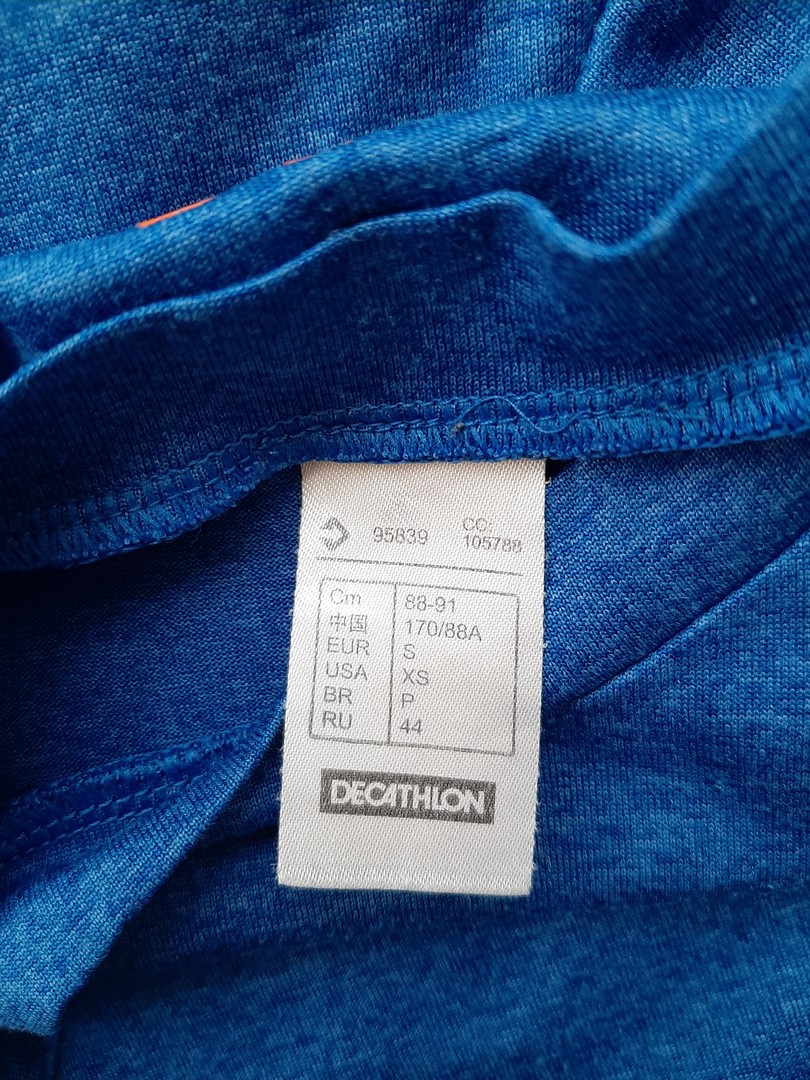 95839 CC: 105788
Cm 88-91
中国 170/88A
EUR S
USA XS
BR P
RU 44
DECATHLON